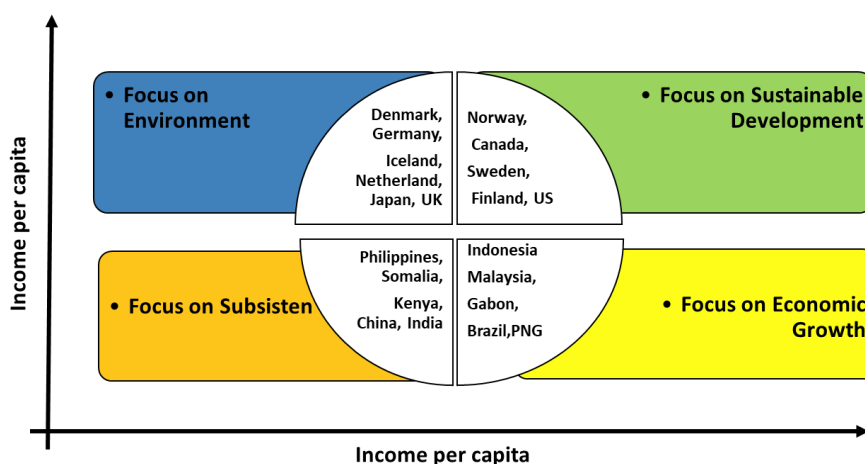 Income per capita
• Focus on
Environment
Denmark,
Germany,
Iceland,
Netherland,
Japan, UK
Norway,
Canada,
Sweden,
Finland, US
• Focus on Sustainable
Development
• Focus on Subsisten
Philippines,
Somalia,
Kenya,
China, India
Indonesia
Malaysia,
Gabon,
Brazil,PNG
• Focus on Economic
Growth
Income per capita